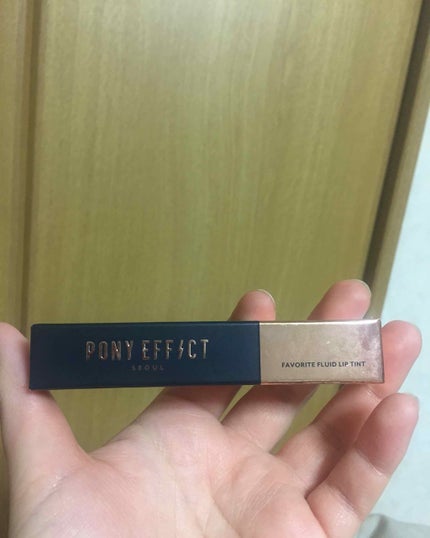 PONY EFFECT
SEOUL
FAVORITE FLUID LIP TINT